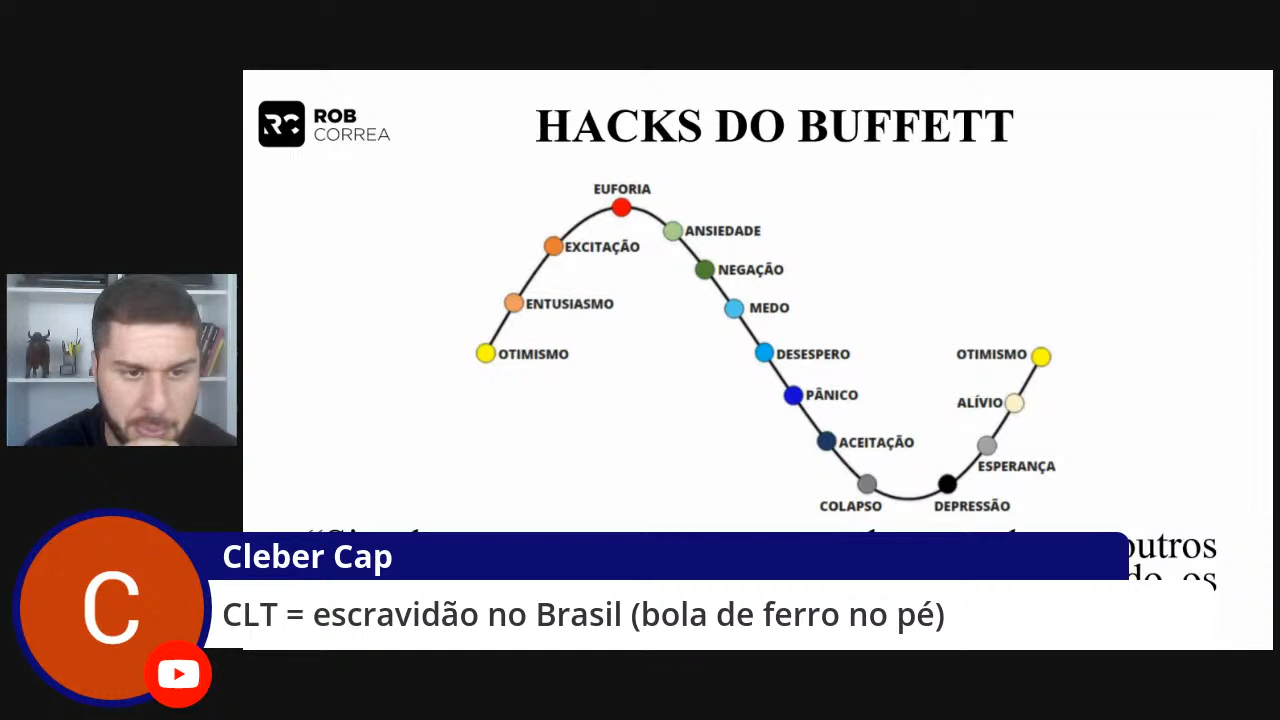 ROB
CORREA
HACKS DO BUFFETT
EUFORIA
ANSIEDADE
EXCITAÇÃO
NEGAÇÃO
ENTUSIASMO
MEDO
OTIMISMO
DESESPERO
OTIMISMO
PÂNICO
ALÍVIO
ACEITAÇÃO
ESPERANÇA
COLAPSO
DEPRESSÃO
outros
os
Cleber Cap
CLT = escravidão no Brasil (bola de ferro no pé)
C